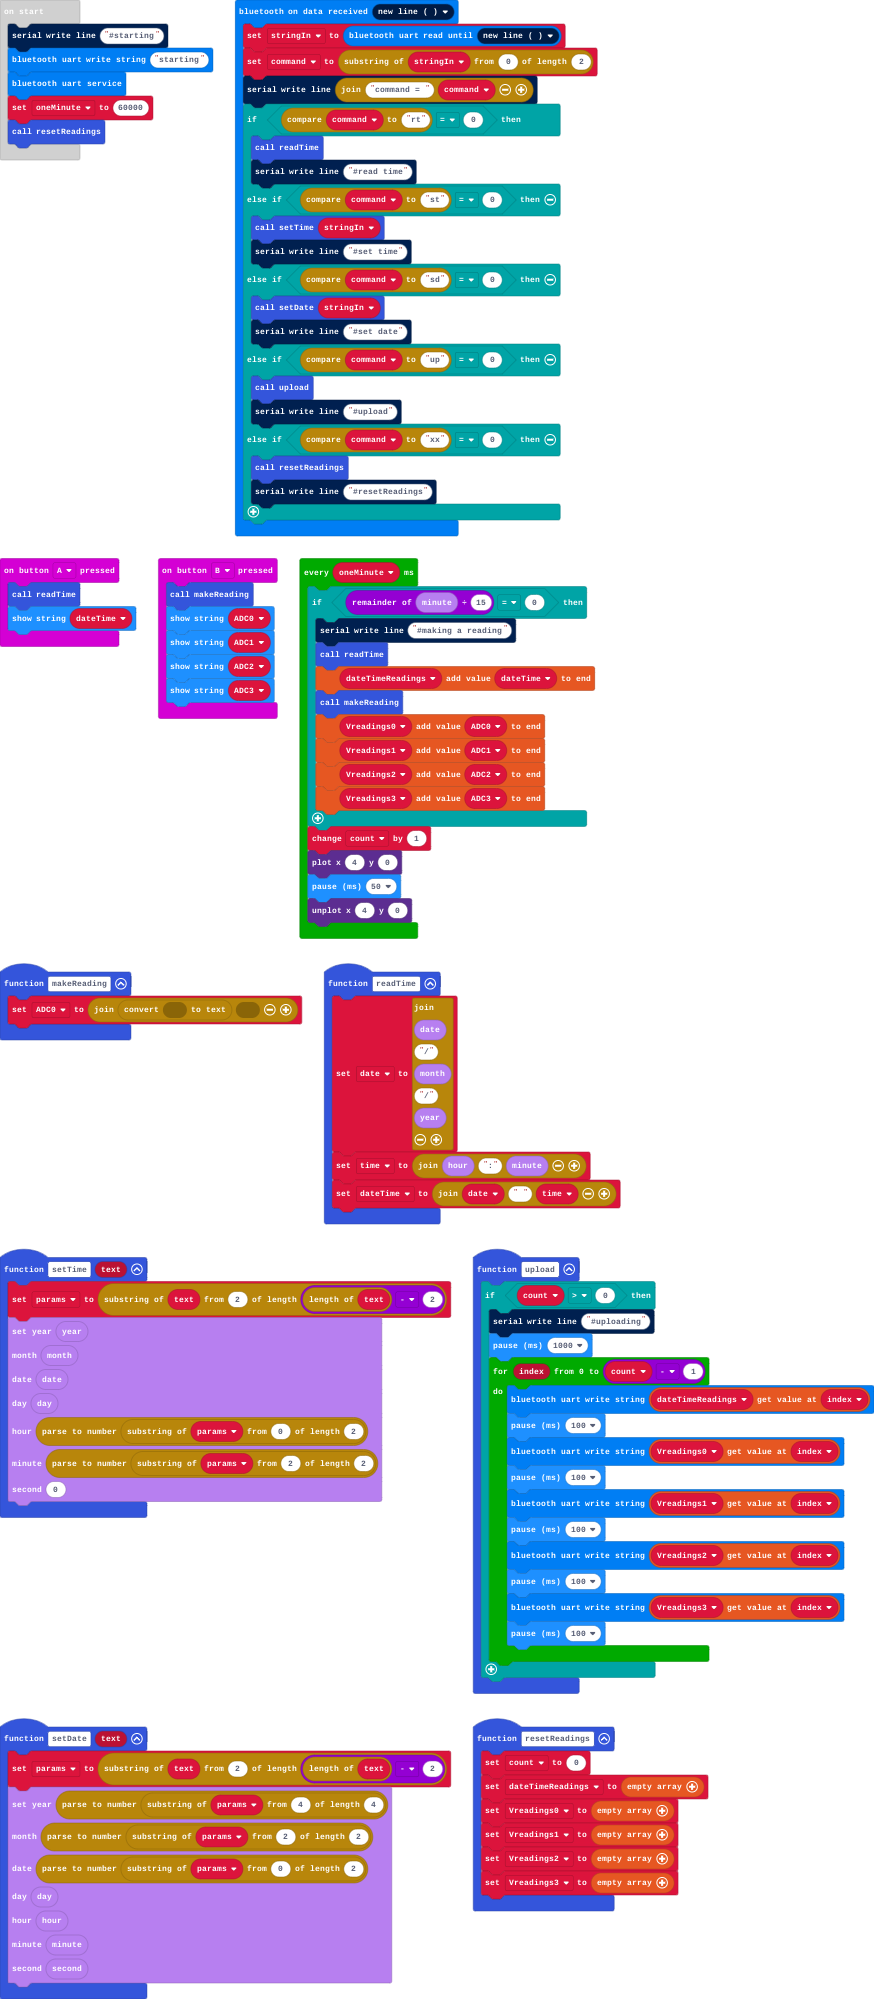 on start
serial write line "#starting"
bluetooth uart write string "starting"
bluetooth uart service
set oneMinute to 60000
call resetReadings
bluetooth on data received new line ( )
set stringIn to bluetooth uart read until new line ( )
set command to substring of stringIn from 0 of length 2
serial write line join "command = " command
if compare command to "rt" = 0 then
call readTime
serial write line "#read time"
else if compare command to "st" = 0 then
call setTime stringIn
serial write line "#set time"
else if compare command to "sd" = 0 then
call setDate stringIn
serial write line "#set date"
else if compare command to "up" = 0 then
call upload
serial write line "#upload"
else if compare command to "xx" = 0 then
call resetReadings
serial write line "#resetReadings"
on button A pressed
call readTime
show string dateTime
on button B pressed
call makeReading
show string ADC0
show string ADC1
show string ADC2
show string ADC3
every oneMinute ms
if remainder of minute ÷ 15 = 0 then
serial write line "#making a reading"
call readTime
dateTimeReadings add value dateTime to end
call makeReading
Vreadings0 add value ADC0 to end
Vreadings1 add value ADC1 to end
Vreadings2 add value ADC2 to end
Vreadings3 add value ADC3 to end
change count by 1
plot x 4 y 0
pause (ms) 50
unplot x 4 y 0
function makeReading
set ADC0 to join convert to text
function readTime
set date to join
date
"/"
month
"/"
year
set time to join hour ":" minute
set dateTime to join date " " time
function setTime text
set params to substring of text from 2 of length length of text - 2
set year year
month month
date date
day day
hour parse to number substring of params from 0 of length 2
minute parse to number substring of params from 2 of length 2
second 0
function upload
if count > 0 then
serial write line "#uploading"
pause (ms) 1000
for index from 0 to count - 1
do
bluetooth uart write string dateTimeReadings get value at index
pause (ms) 100
bluetooth uart write string Vreadings0 get value at index
pause (ms) 100
bluetooth uart write string Vreadings1 get value at index
pause (ms) 100
bluetooth uart write string Vreadings2 get value at index
pause (ms) 100
bluetooth uart write string Vreadings3 get value at index
pause (ms) 100
function setDate text
set params to substring of text from 2 of length length of text - 2
set year parse to number substring of params from 4 of length 4
month parse to number substring of params from 2 of length 2
date parse to number substring of params from 0 of length 2
day day
hour hour
minute minute
second second
function resetReadings
set count to 0
set dateTimeReadings to empty array
set Vreadings0 to empty array
set Vreadings1 to empty array
set Vreadings2 to empty array
set Vreadings3 to empty array